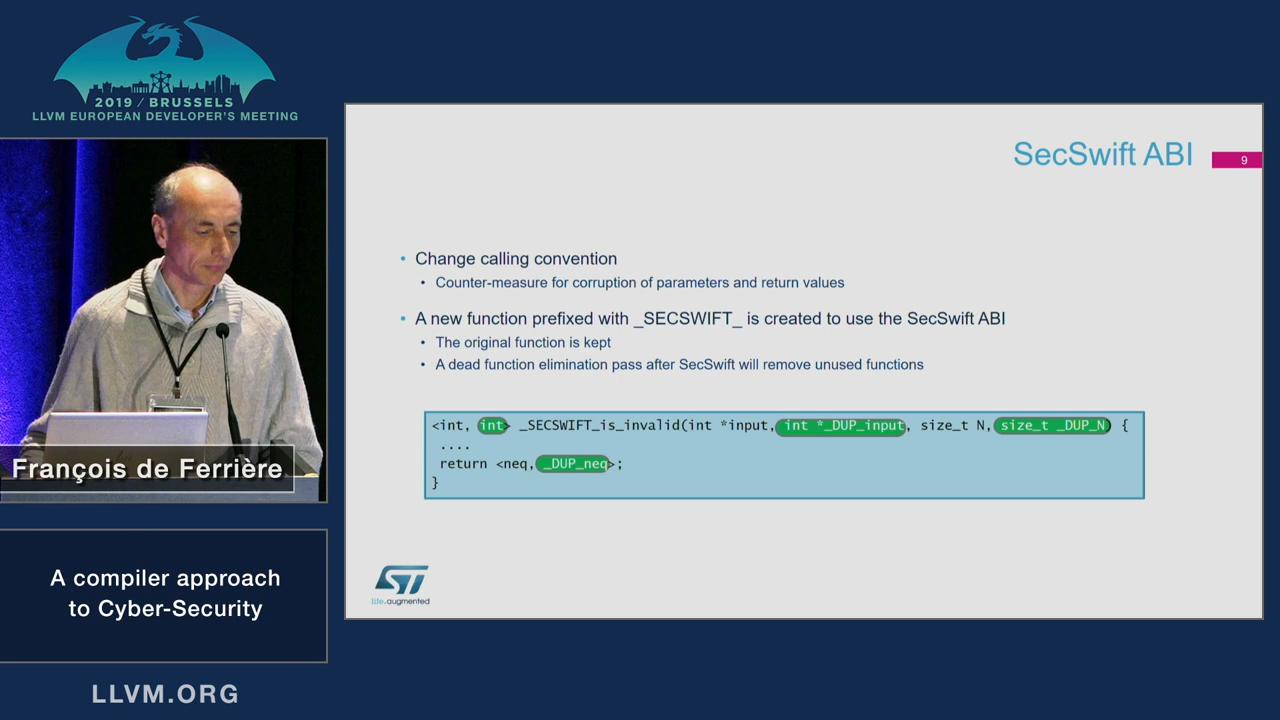 2019 / BRUSSELS
LLVM EUROPEAN DEVELOPER'S MEETING
François de Ferrière
A compiler approach
to Cyber-Security
LLVM.ORG
SecSwift ABI
9
• Change calling convention
• Counter-measure for corruption of parameters and return values
• A new function prefixed with _SECSWIFT_ is created to use the SecSwift ABI
• The original function is kept
• A dead function elimination pass after SecSwift will remove unused functions
<int, int> _SECSWIFT_is_invalid(int *input, int *_DUP_input, size_t N, size_t _DUP_N) {
....
return <neq, _DUP_neq>;
}
ST
life.augmented